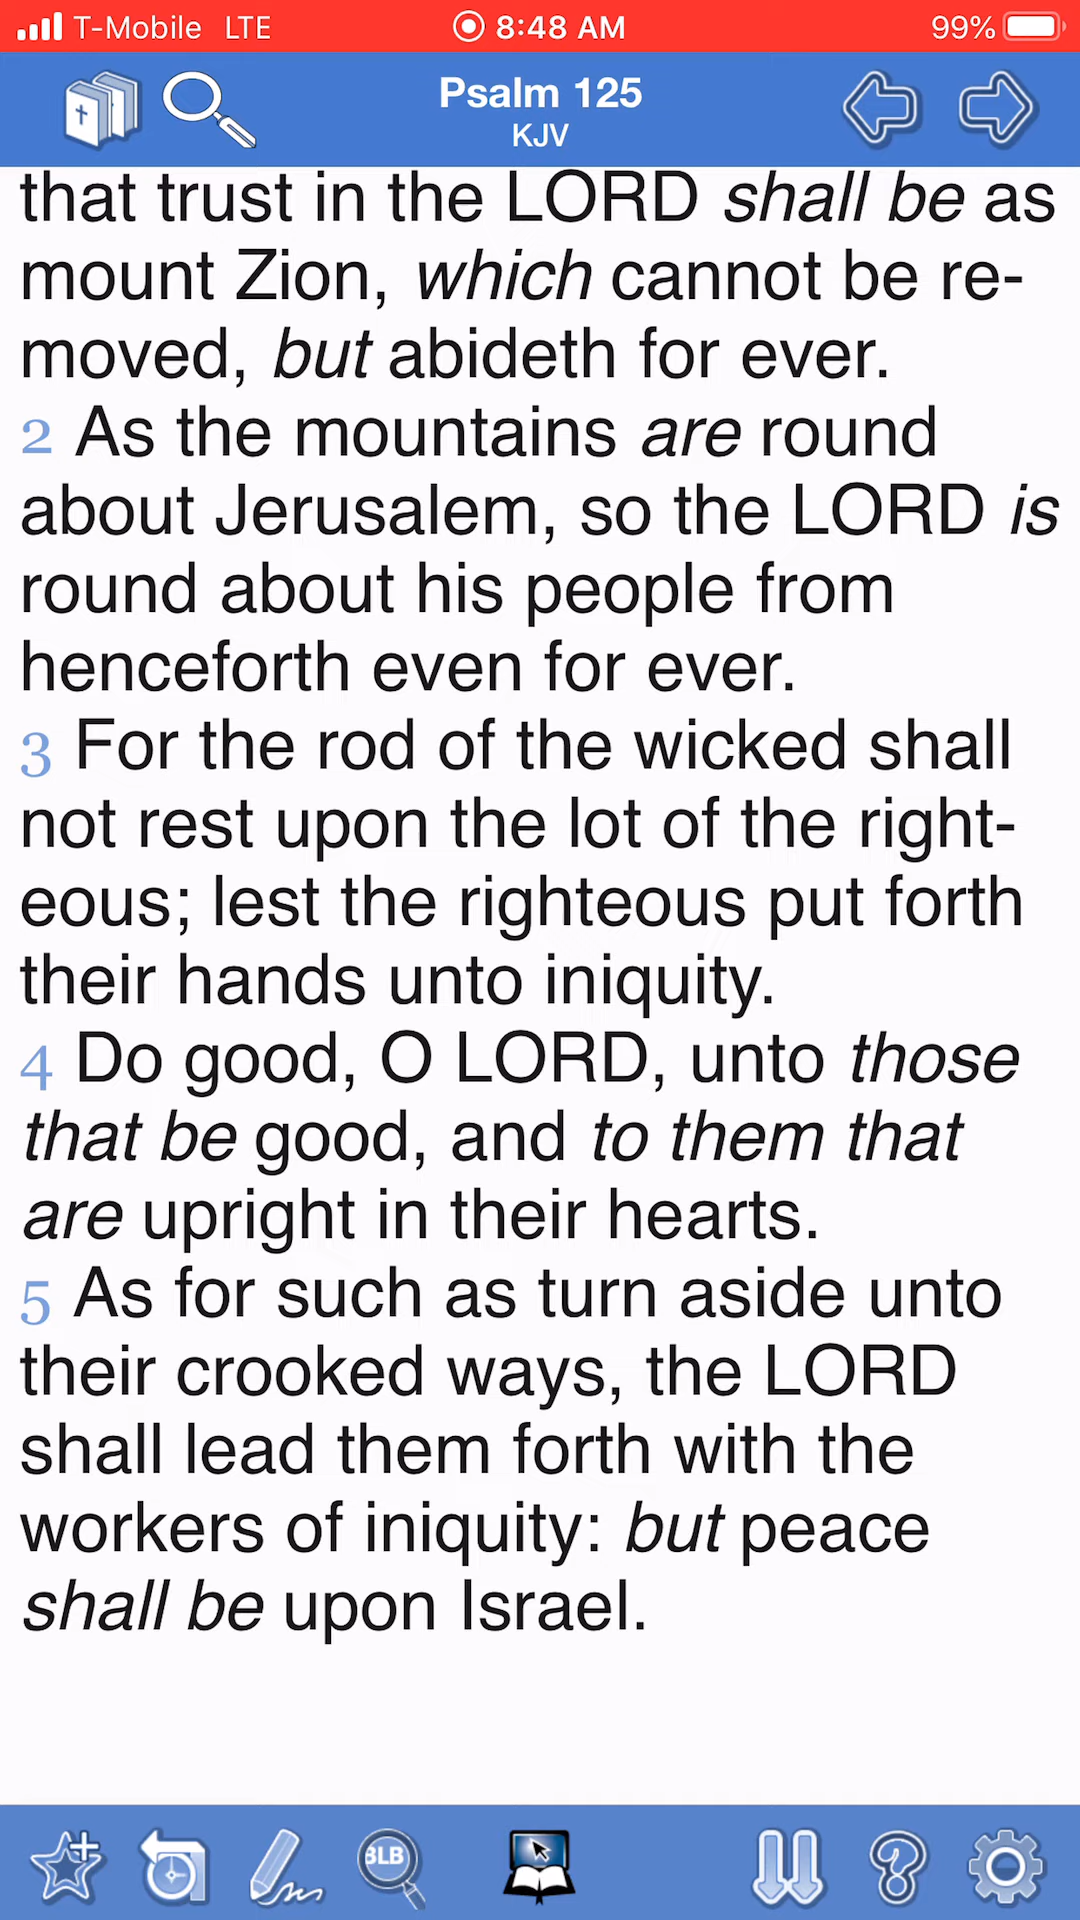 T-Mobile LTE 8:48 AM 99%
Psalm 125
KJV
that trust in the LORD shall be as
mount Zion, which cannot be re-
moved, but abideth for ever.
2 As the mountains are round
about Jerusalem, so the LORD is
round about his people from
henceforth even for ever.
3 For the rod of the wicked shall
not rest upon the lot of the right-
eous; lest the righteous put forth
their hands unto iniquity.
4 Do good, O LORD, unto those
that be good, and to them that
are upright in their hearts.
5 As for such as turn aside unto
their crooked ways, the LORD
shall lead them forth with the
workers of iniquity: but peace
shall be upon Israel.
BLB